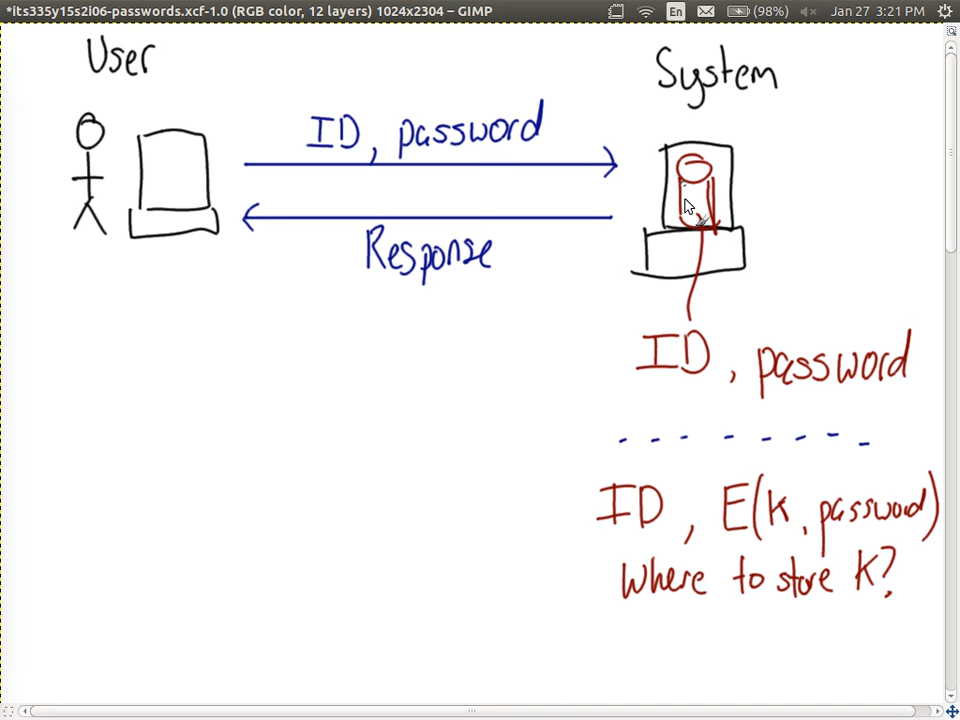 *its335y15s2i06-passwords.xcf-1.0 (RGB color, 12 layers) 1024x2304 – GIMP En (98%) Jan 27 3:21 PM
User
System
ID, password
Response
ID, password
ID, E(K, password)
Where to store K?